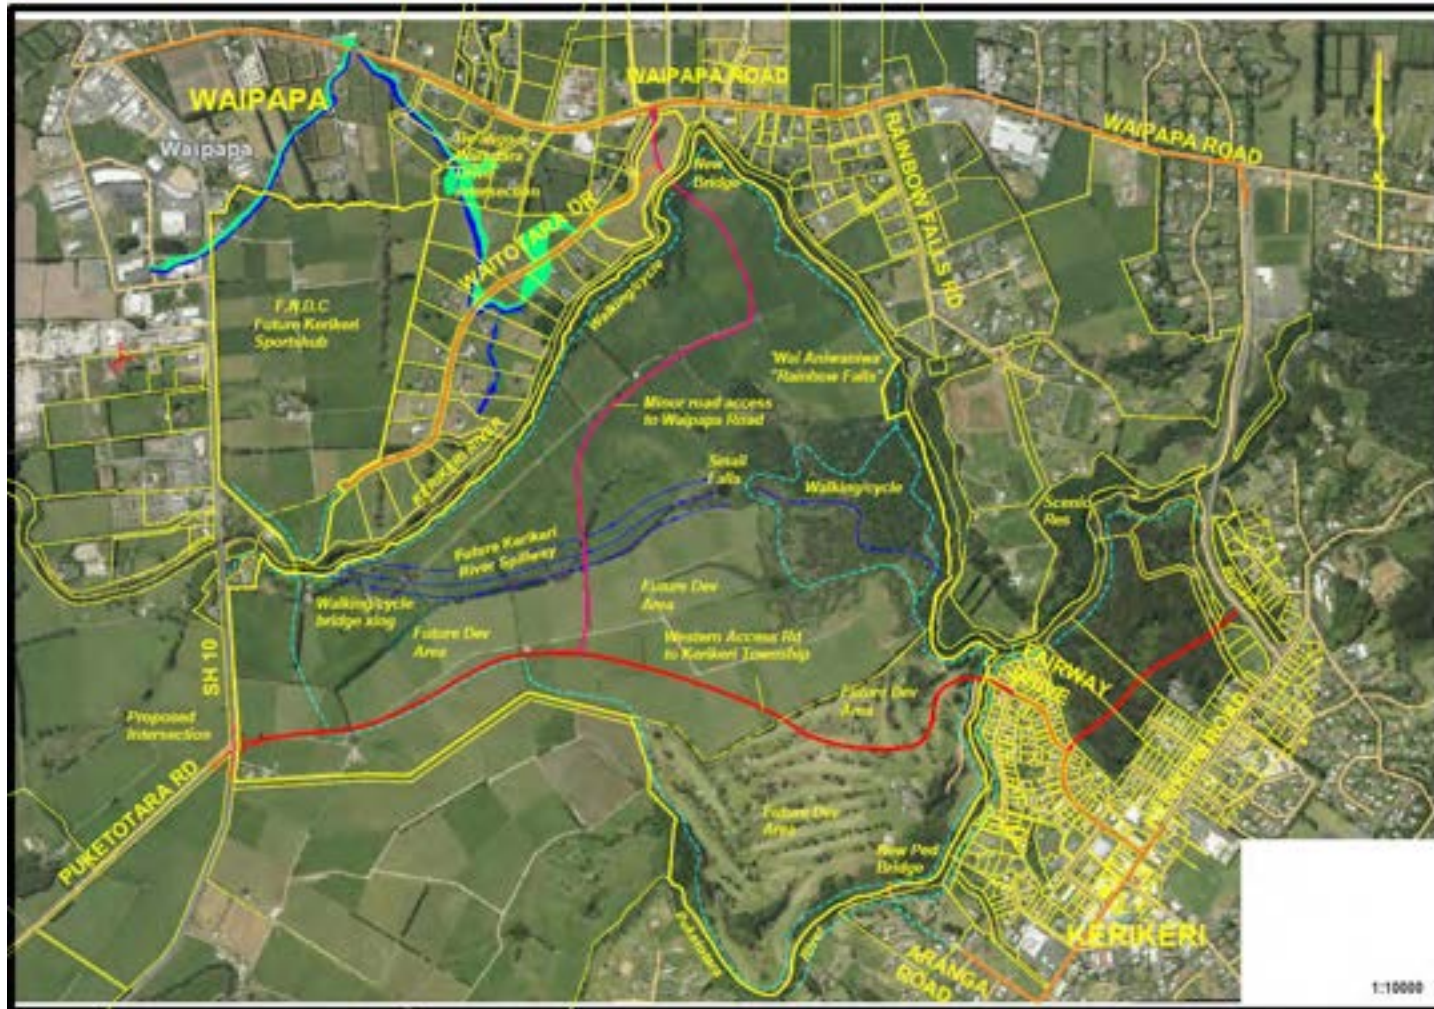 WAIPAPA ROAD
WAIPAPA
Waipapa
WAIPAPA ROAD
RAINBOW FALLS RD
New
Bridge
Intersection
WAITOTARA DR
Walking/cycle
F.N.D.C
Future Kerikeri
Sportshub
'Wai Aniwaniwa'
"Rainbow Falls"
Minor road access
to Waipapa Road
KERIKERI RIVER
Small
Falls
Walking/cycle
Scenic
Res
Future Kerikeri
River Spillway
Walking/cycle
bridge xing
Future Dev
Area
Future Dev
Area
Western Access Rd
to Kerikeri Township
SH 10
FAIRWAY
DRIVE
Future Dev
Area
Proposed
Intersection
PUKETOTARA RD
KERIKERI ROAD
Future Dev
Area
New Ped
Bridge
KERIKERI
ARANGA
ROAD
1:10000